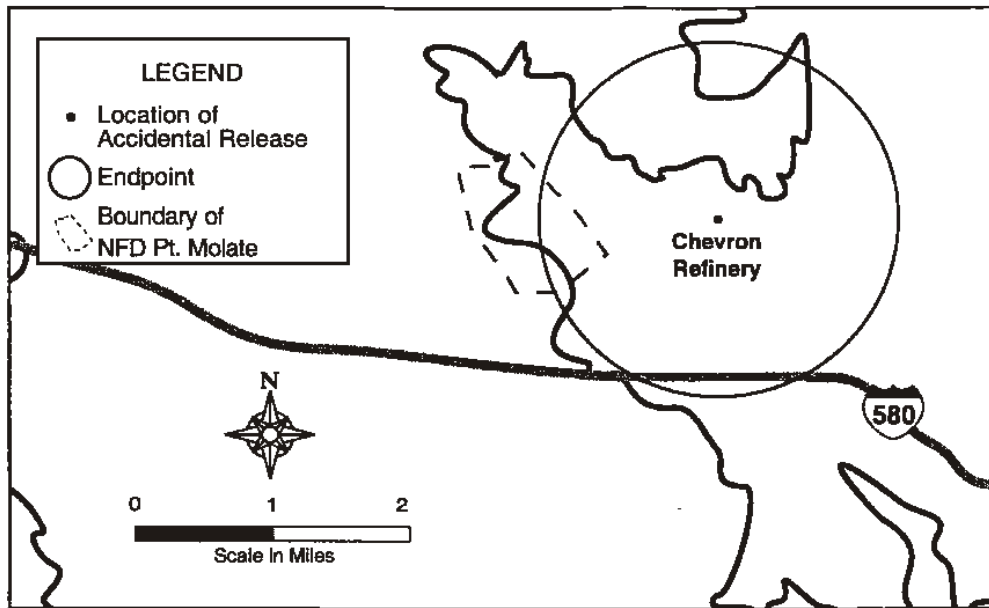 LEGEND
Location of
Accidental Release
Endpoint
Boundary of
NFD Pt. Molate
Chevron
Refinery
N
580
0 1 2
Scale In Miles